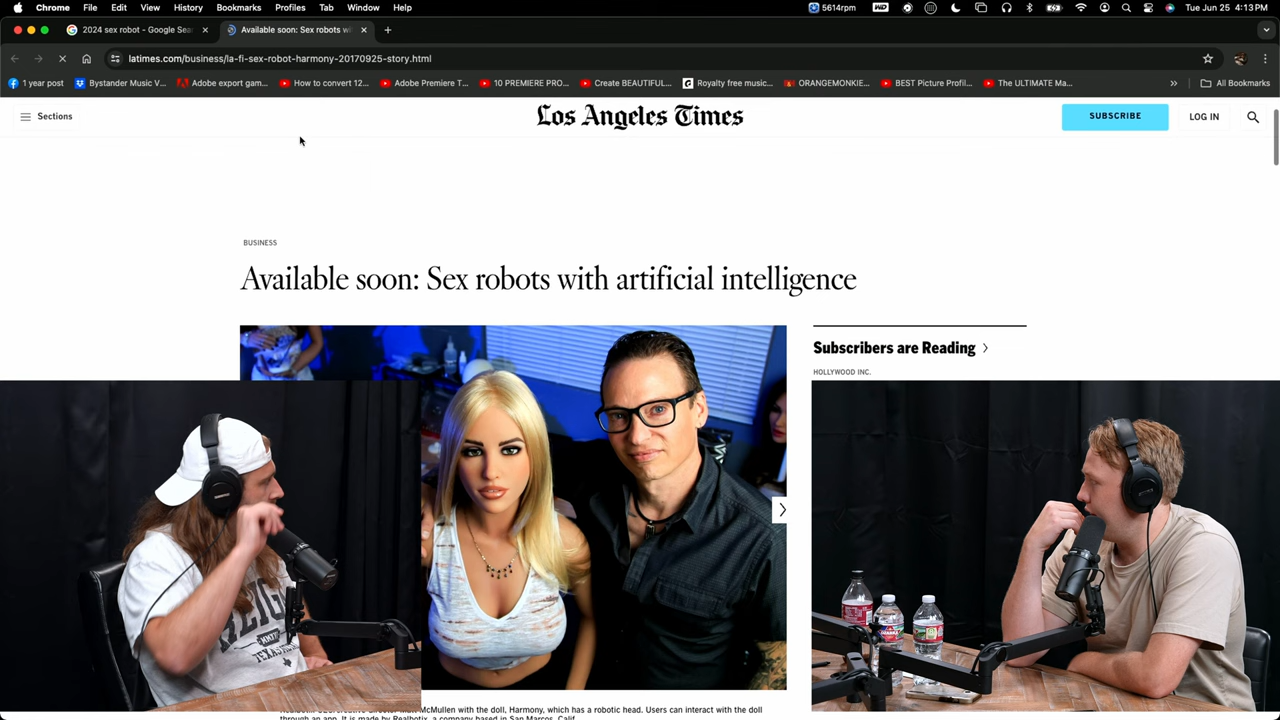 Chrome File Edit View History Bookmarks Profiles Tab Window Help 5614rpm Tue Jun 25 4:13 PM
2024 sex robot - Google Sea Available soon: Sex robots wi
latimes.com/business/la-fi-sex-robot-harmony-20170925-story.html
1 year post Bystander Music V... Adobe export gam... How to convert 12... Adobe Premiere T... 10 PREMIERE PRO... Create BEAUTIFUL... Royalty free music... ORANGEMONKIE... BEST Picture Profil... The ULTIMATE Ma... All Bookmarks
Sections Los Angeles Times SUBSCRIBE LOG IN
BUSINESS
Available soon: Sex robots with artificial intelligence
Subscribers are Reading
HOLLYWOOD INC.
McMullen with the doll, Harmony, which has a robotic head. Users can interact with the doll
through an app. It is made by Realbotix, a company based in San Marcos, Calif.